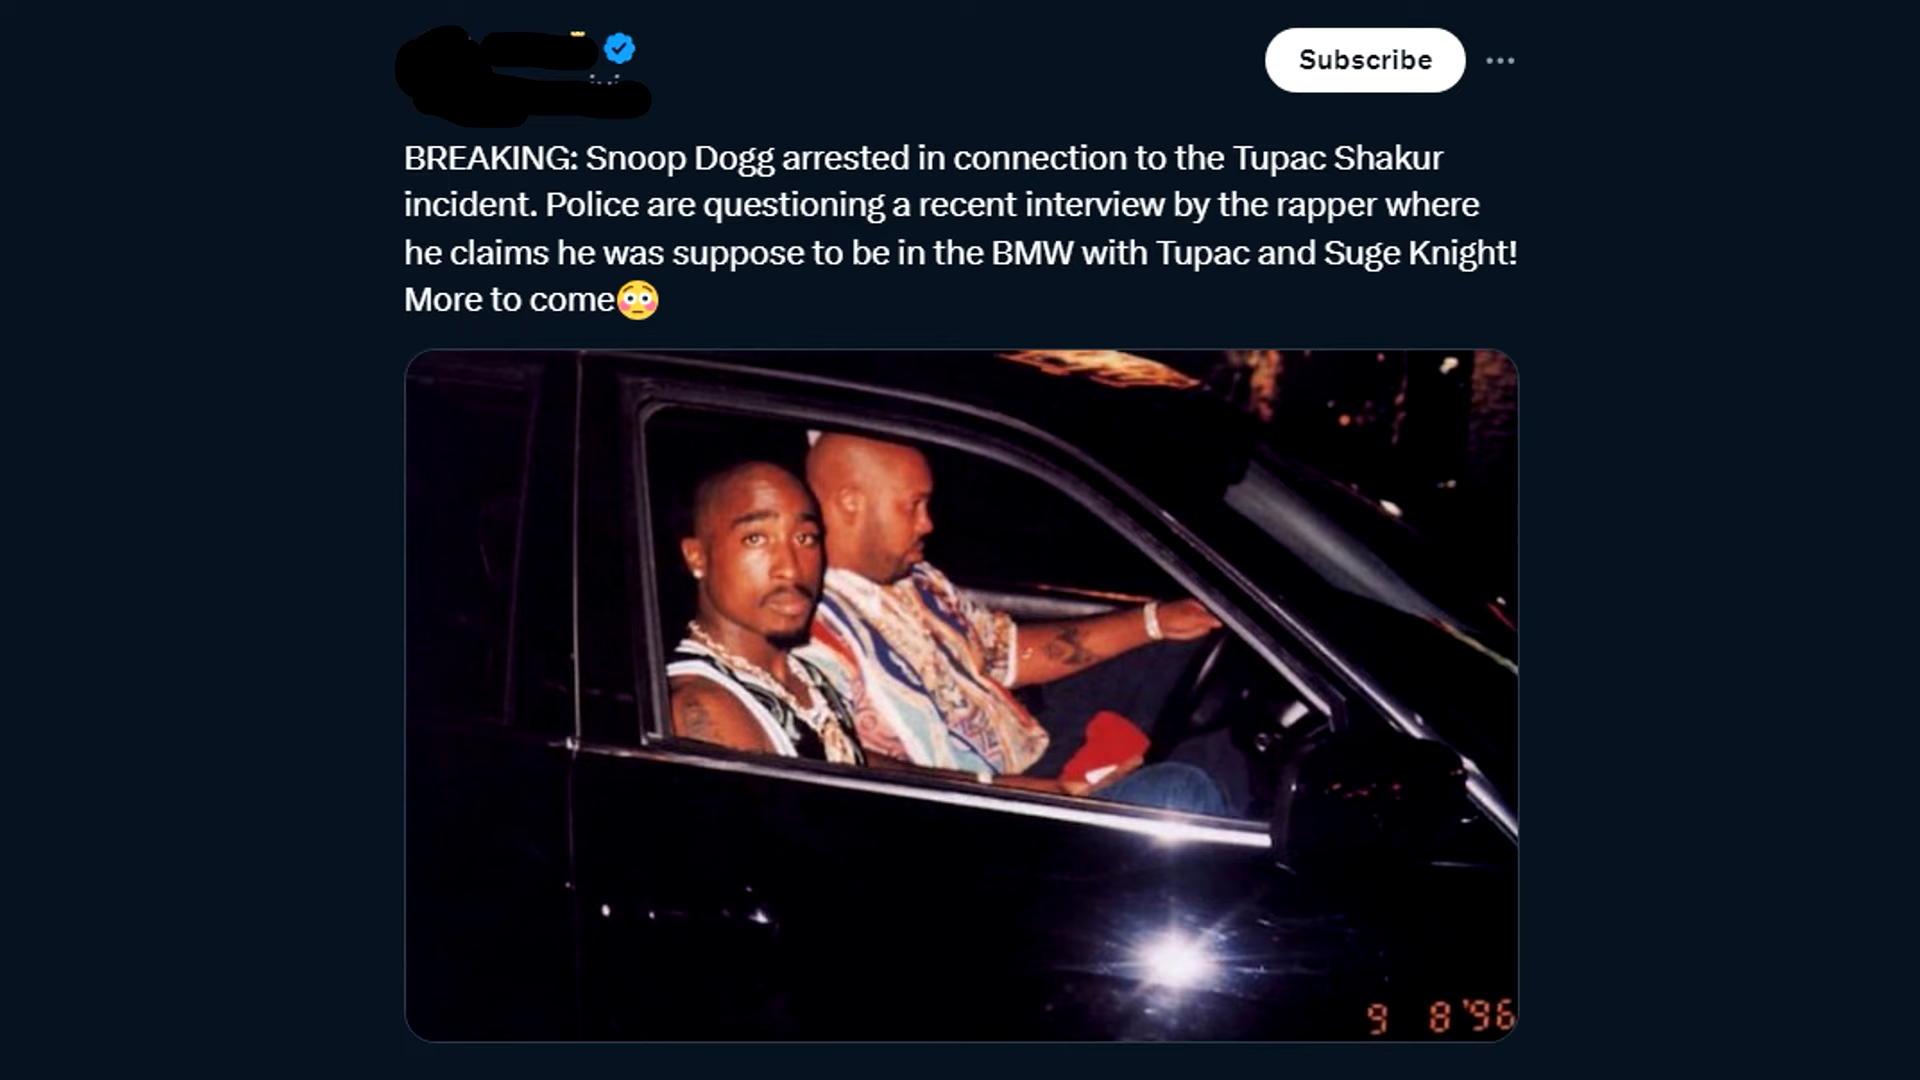 Subscribe
BREAKING: Snoop Dogg arrested in connection to the Tupac Shakur
incident. Police are questioning a recent interview by the rapper where
he claims he was suppose to be in the BMW with Tupac and Suge Knight!
More to come😳
9 8 '96